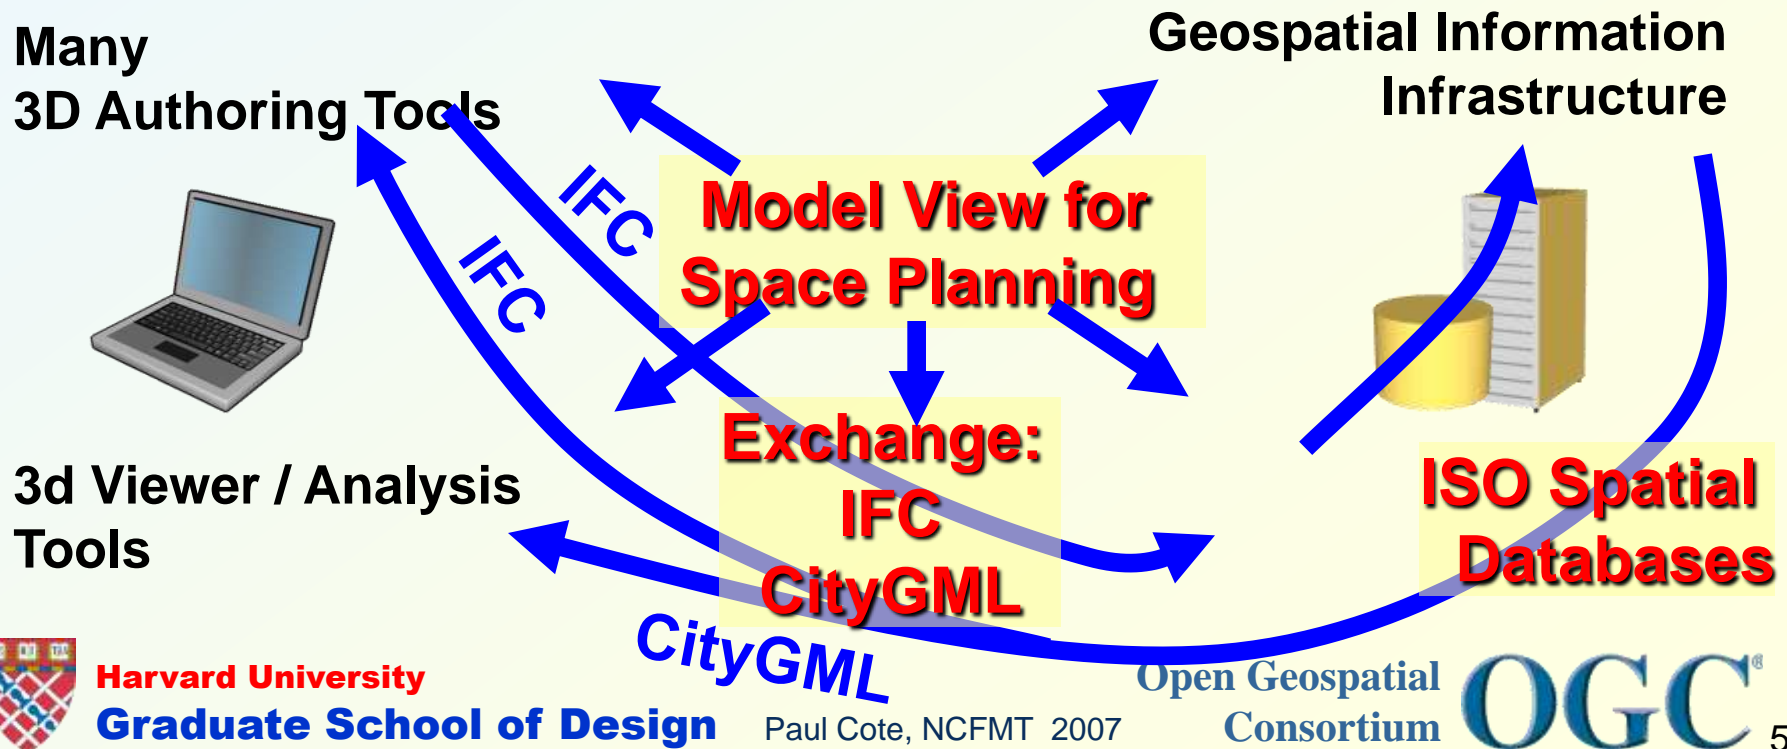 Many
3D Authoring Tools
Geospatial Information
Infrastructure
IFC
IFC
Model View for
Space Planning
Exchange:
IFC
CityGML
3d Viewer / Analysis
Tools
ISO Spatial
Databases
CityGML
Harvard University
Graduate School of Design
Paul Cote, NCFMT 2007
Open Geospatial
Consortium
OGC®
5